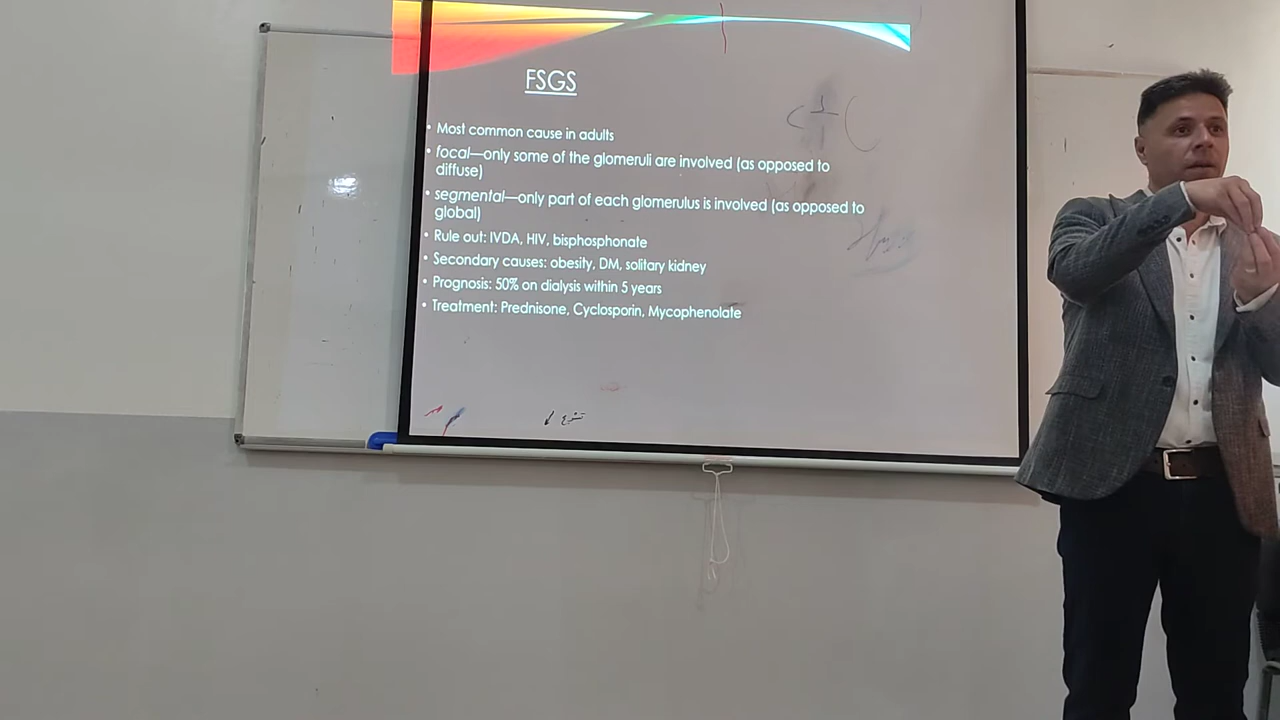 FSGS
• Most common cause in adults
• focal—only some of the glomeruli are involved (as opposed to
diffuse)
• segmental—only part of each glomerulus is involved (as opposed to
global)
• Rule out: IVDA, HIV, bisphosphonate
• Secondary causes: obesity, DM, solitary kidney
• Prognosis: 50% on dialysis within 5 years
• Treatment: Prednisone, Cyclosporin, Mycophenolate